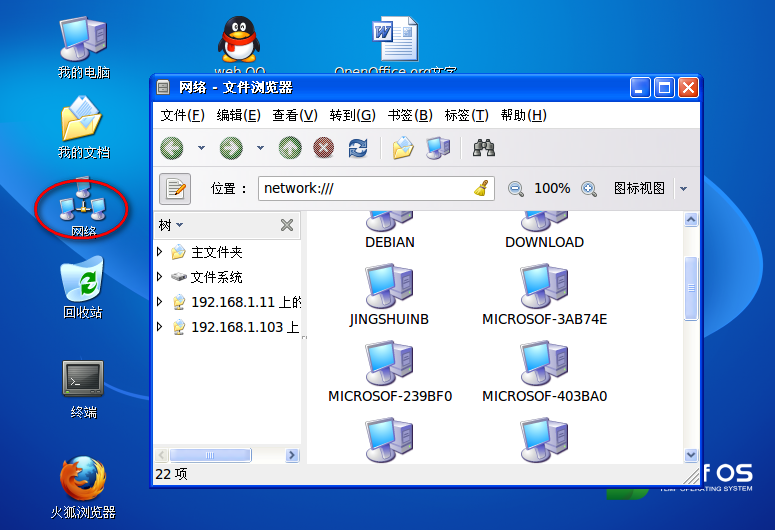 我的电脑
web QQ
OpenOffice.org文字
我的文档
网络
回收站
终端
火狐浏览器
网络 - 文件浏览器
文件(F) 编辑(E) 查看(V) 转到(G) 书签(B) 标签(T) 帮助(H)
位置： network:/// 100% 图标视图
树
主文件夹
文件系统
192.168.1.11 上的
192.168.1.103 上
DEBIAN DOWNLOAD
JINGSHUINB MICROSOF-3AB74E
MICROSOF-239BF0 MICROSOF-403BA0
22 项
OS
OPERATING SYSTEM